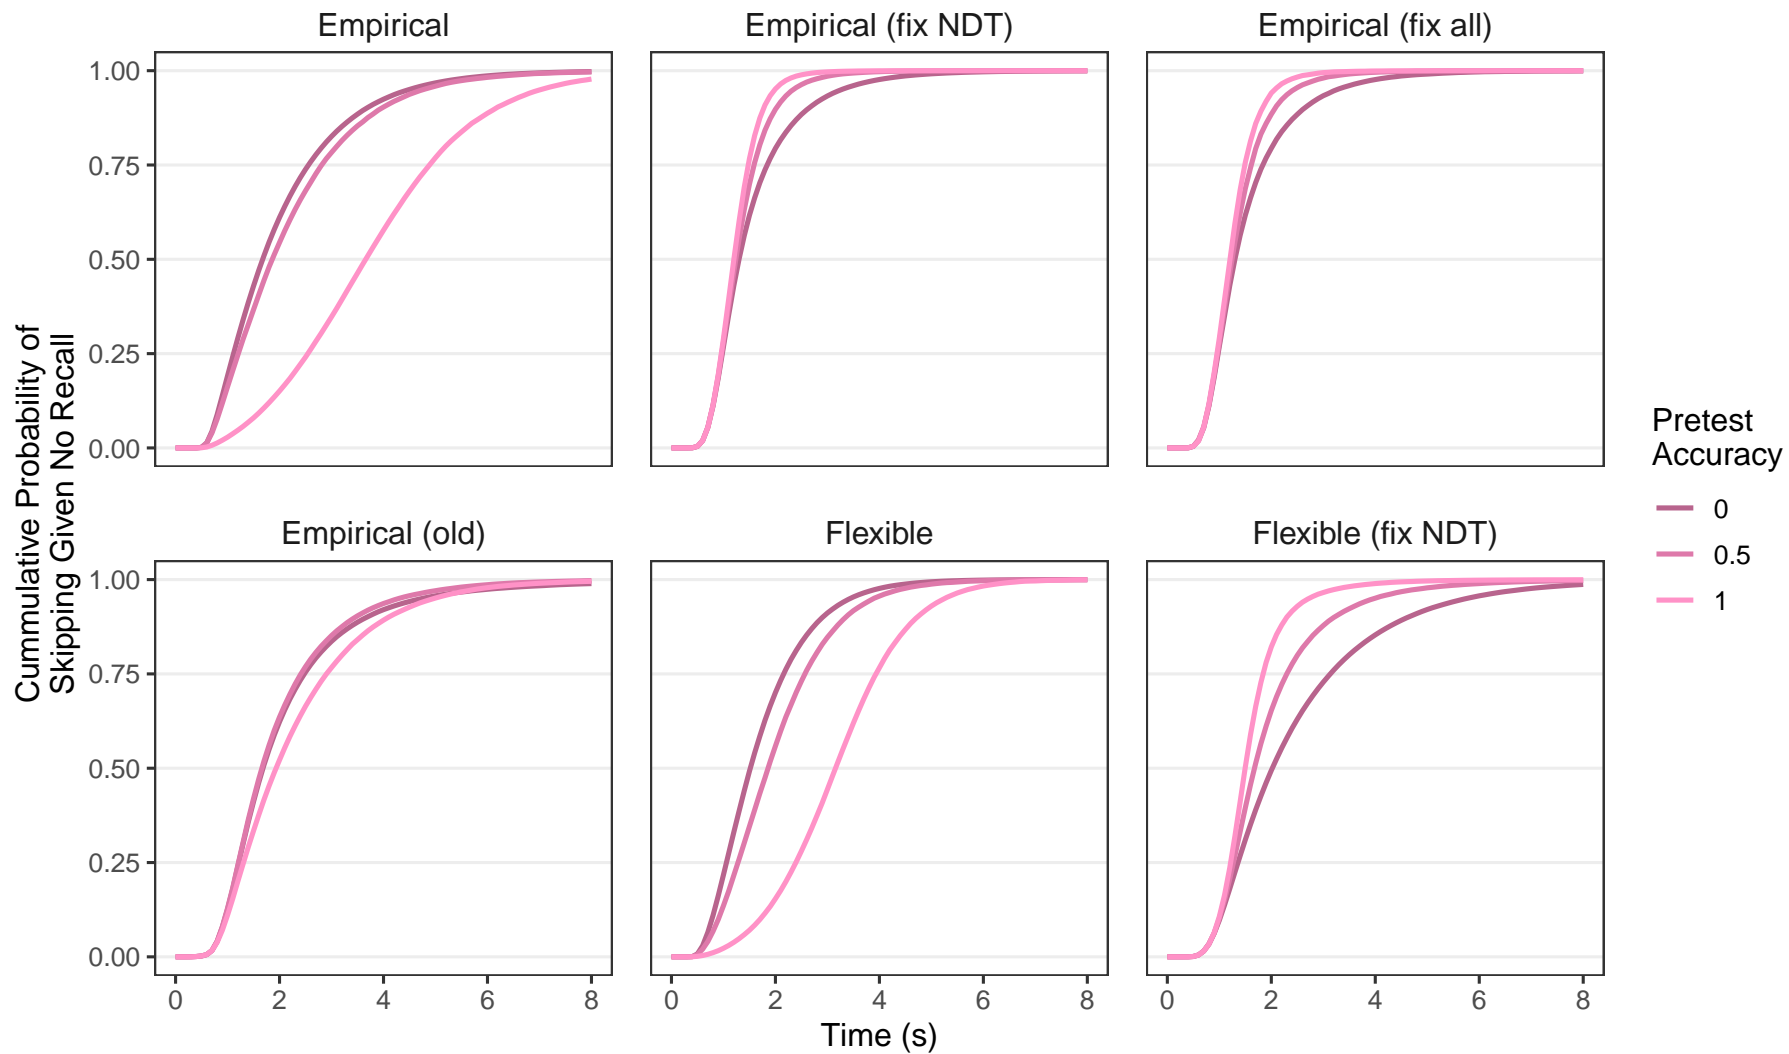 Empirical
Empirical (fix NDT)
Empirical (fix all)
1.00
0.75
0.50
0.25
0.00
Empirical (old)
Flexible
Flexible (fix NDT)
1.00
0.75
0.50
0.25
0.00
0 2 4 6 8
0 2 4 6 8
0 2 4 6 8
Time (s)
Cummulative Probability of
Skipping Given No Recall
Pretest
Accuracy
0
0.5
1